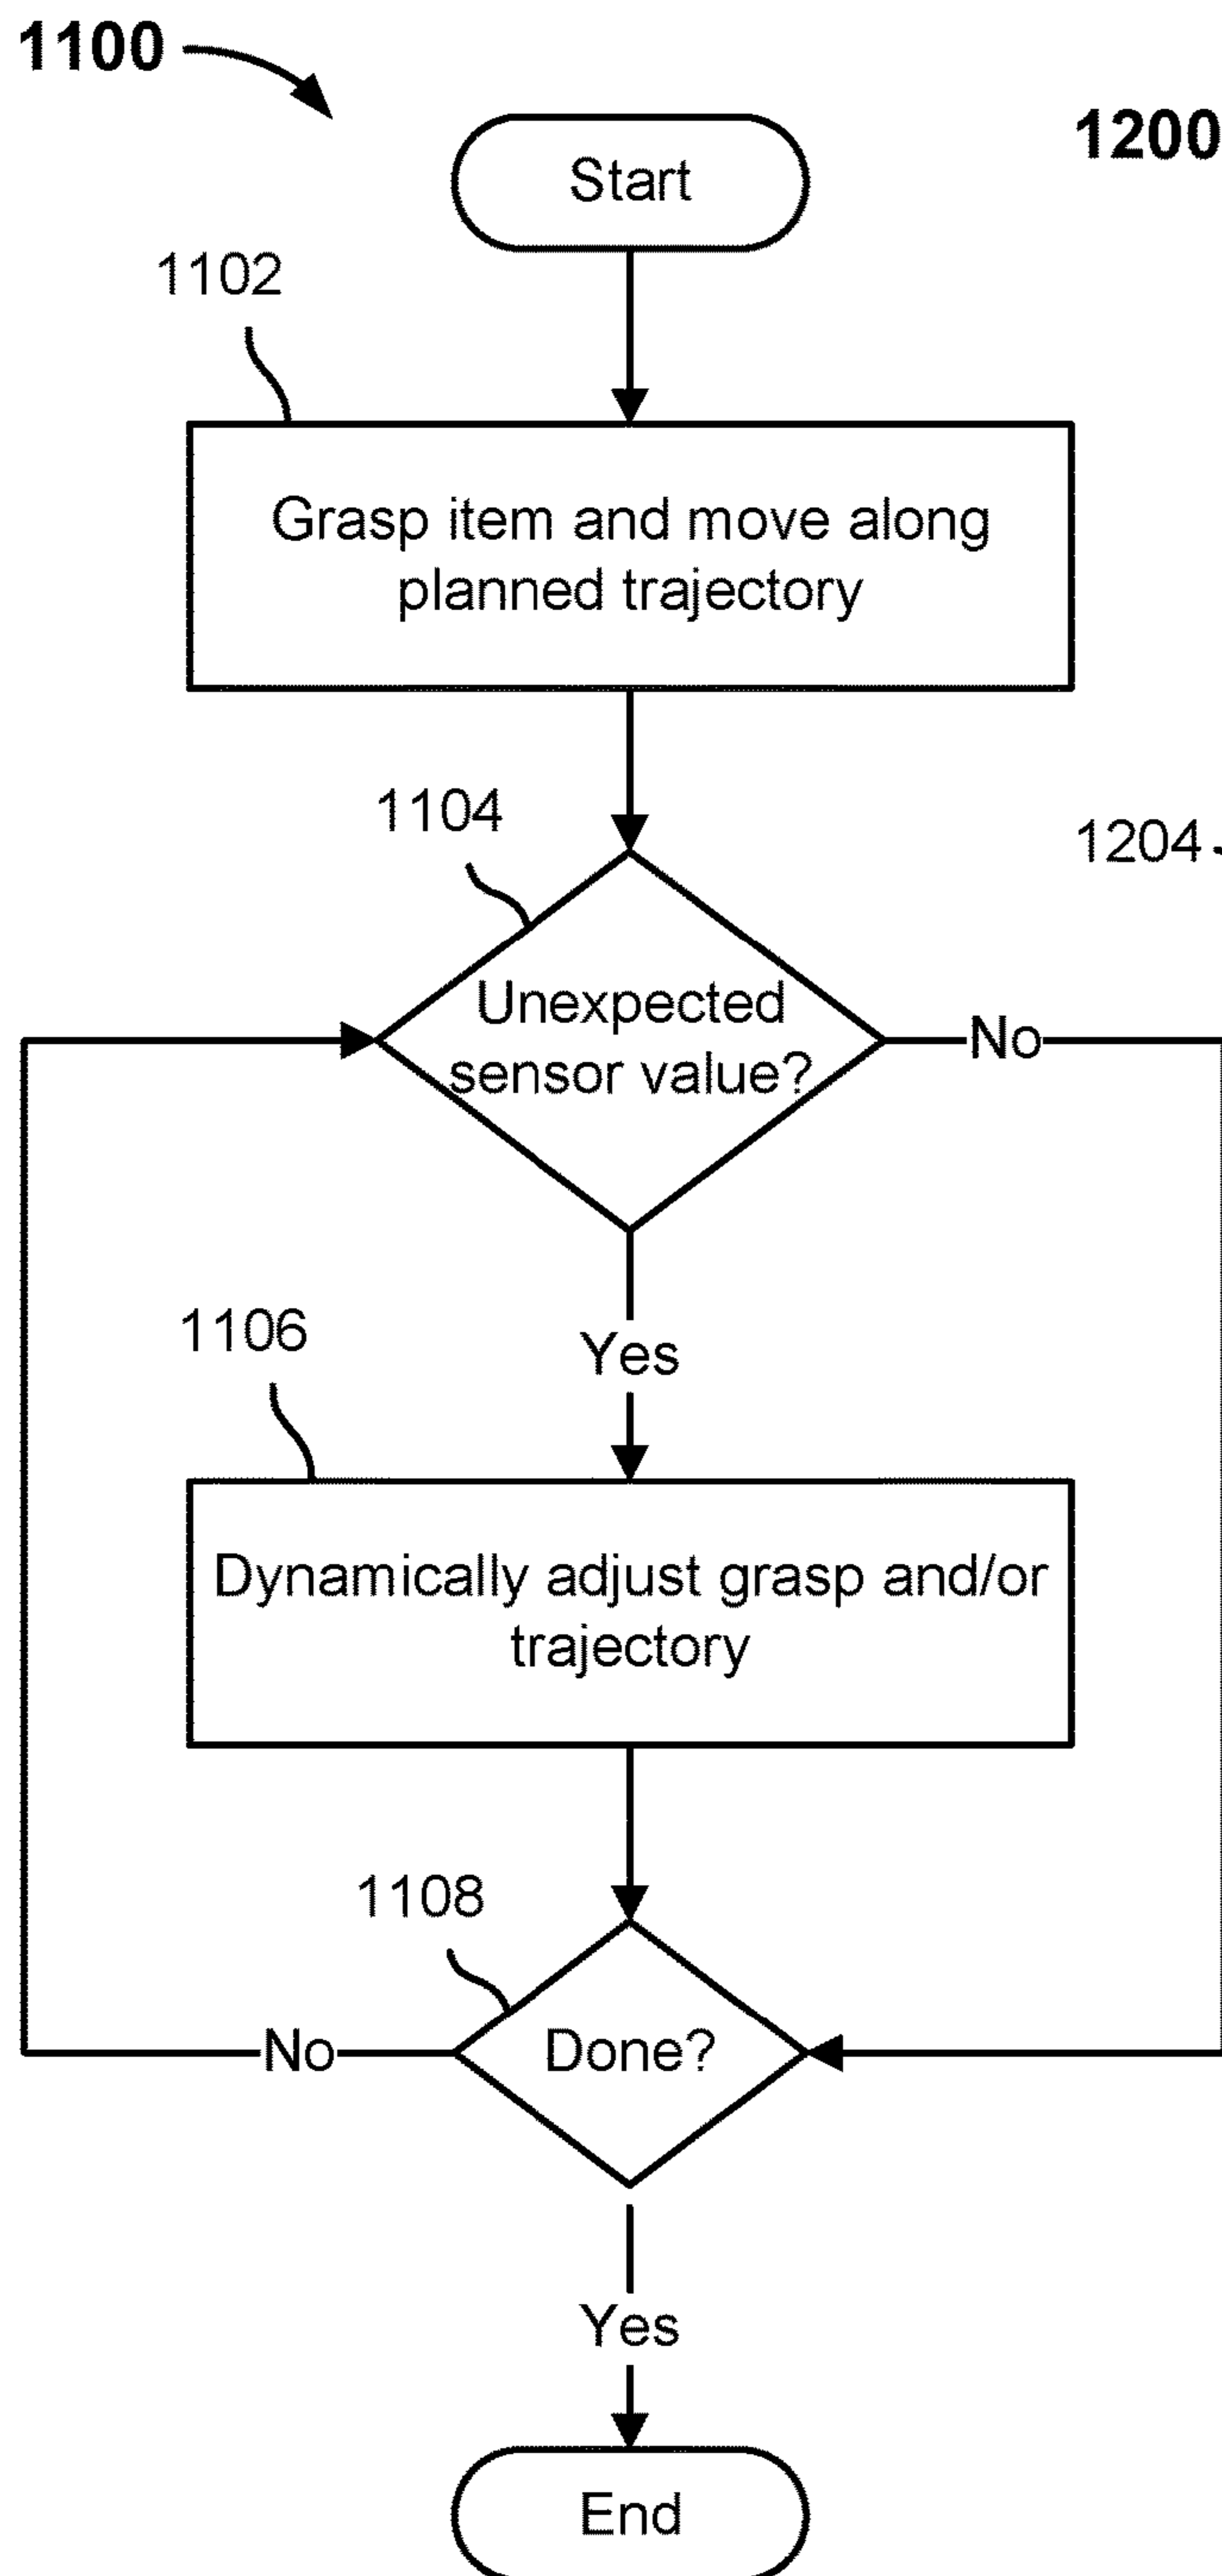 1100
1200
Start
1102
Grasp item and move along
planned trajectory
1104
1204
Unexpected
sensor value?
No
Yes
1106
Dynamically adjust grasp and/or
trajectory
1108
Done?
No
Yes
End